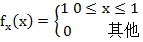 fₓ(x) = {1 0 ≤ x ≤ 1
0 其他